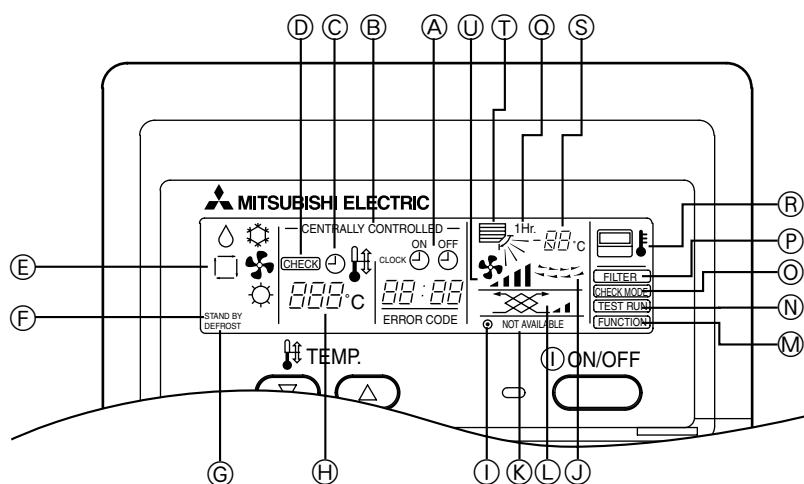 D C B A U T Q S
MITSUBISHI ELECTRIC
CENTRALLY CONTROLLED
1Hr.
ON OFF
CHECK
CLOCK
88 °C
888°C
88:88
ERROR CODE
STAND BY
DEFROST
NOT AVAILABLE
FILTER
CHECK MODE
TEST RUN
FUNCTION
R
P
O
N
M
E
F
TEMP.
I ON/OFF
G H I K L J